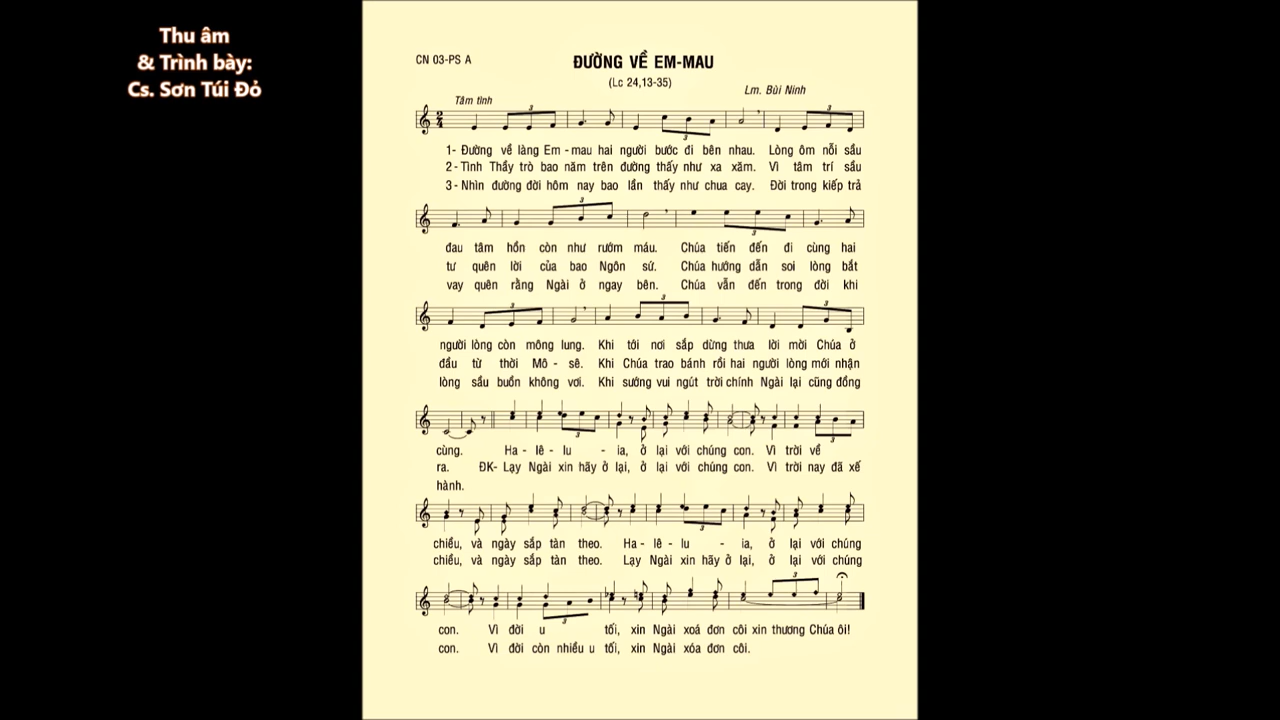 Thu âm
& Trình bày:
Cs. Sơn Túi Đỏ
CN 03-PS A
ĐƯỜNG VỀ EM-MAU
(Lc 24,13-35)
Lm. Bùi Ninh
Tâm tình
1- Đường về làng Em - mau hai người bước đi bên nhau. Lòng ôm nỗi sầu
2- Tình Thầy trò bao năm trên đường thấy như xa xăm. Vì tâm trí sầu
3- Nhìn đường đời hôm nay bao lần thấy như chua cay. Đời trong kiếp trả
đau tâm hồn còn như rướm máu. Chúa tiến đến đi cùng hai
tư quên lời của bao Ngôn sứ. Chúa hướng dẫn soi lòng bắt
vay quên rằng Ngài ở ngay bên. Chúa vẫn đến trong đời khi
người lòng còn mông lung. Khi tới nơi sắp dừng thưa lời mời Chúa ở
đầu từ thời Mô - sê. Khi Chúa trao bánh rồi hai người lòng mới nhận
lòng sầu buồn không vơi. Khi sướng vui ngút trời chính Ngài lại cũng đồng
cùng. Ha - lê - lu - ia, ở lại với chúng con. Vì trời về
ra. ĐK- Lạy Ngài xin hãy ở lại, ở lại với chúng con. Vì trời nay đã xế
hành.
chiều, và ngày sắp tàn theo. Ha - lê - lu - ia, ở lại với chúng
chiều, và ngày sắp tàn theo. Lạy Ngài xin hãy ở lại, ở lại với chúng
con. Vì đời u tối, xin Ngài xoá đơn côi xin thương Chúa ôi!
con. Vì đời còn nhiều u tối, xin Ngài xóa đơn côi.